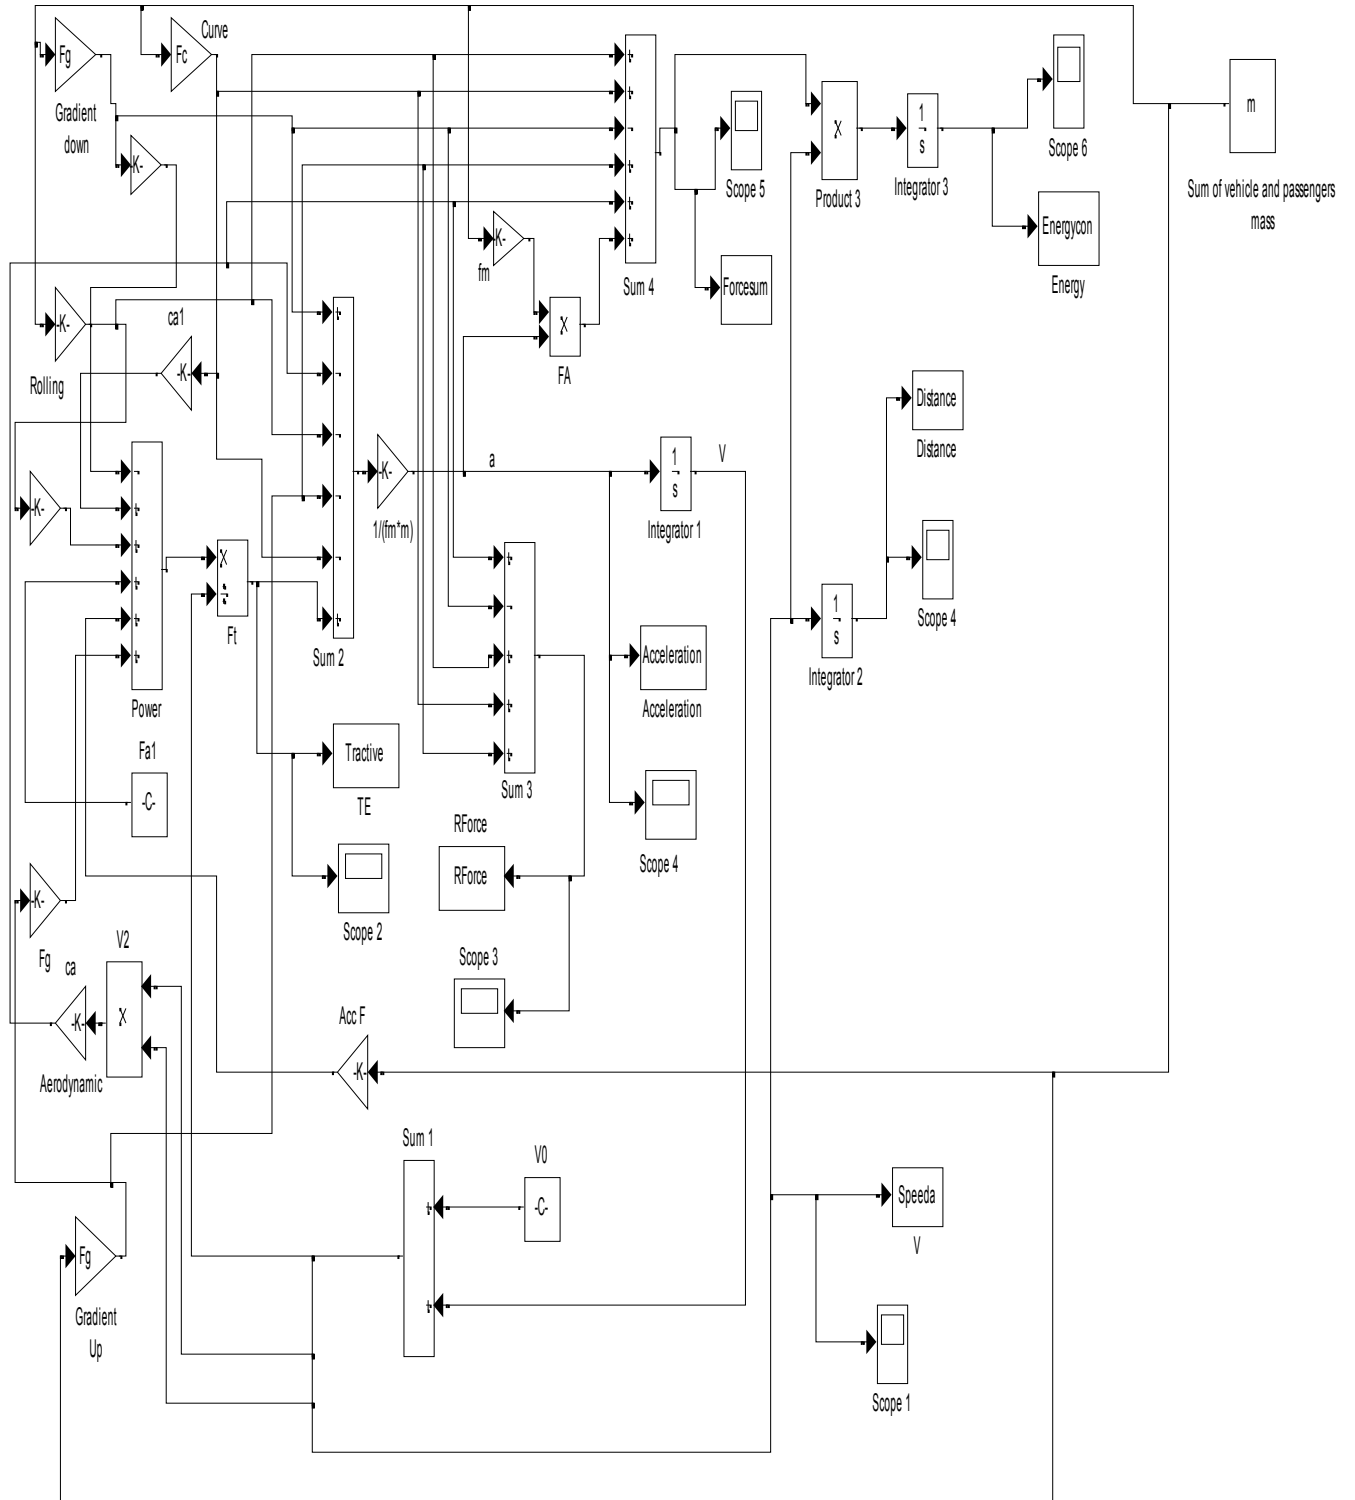 Curve
Fg
Fc
Gradient
down
-K-
m
Sum of vehicle and passengers
mass
Scope 5
Scope 6
x
Product 3
1
s
Integrator 3
Energycon
Energy
-K-
fm
Sum 4
Forcesum
x
FA
-K-
Rolling
ca1
-K-
Distance
Distance
a
V
-K-
1/(fm*m)
1
s
Integrator 1
-K-
x
÷
Ft
Power
Sum 2
Scope 4
1
s
Integrator 2
Acceleration
Acceleration
Sum 3
Tractive
TE
Fa1
-C-
RForce
RForce
Scope 4
Scope 2
Scope 3
-K-
Fg
ca
V2
x
-K-
Aerodynamic
Acc F
-K-
Sum 1
V0
-C-
Speeda
V
Fg
Gradient
Up
Scope 1